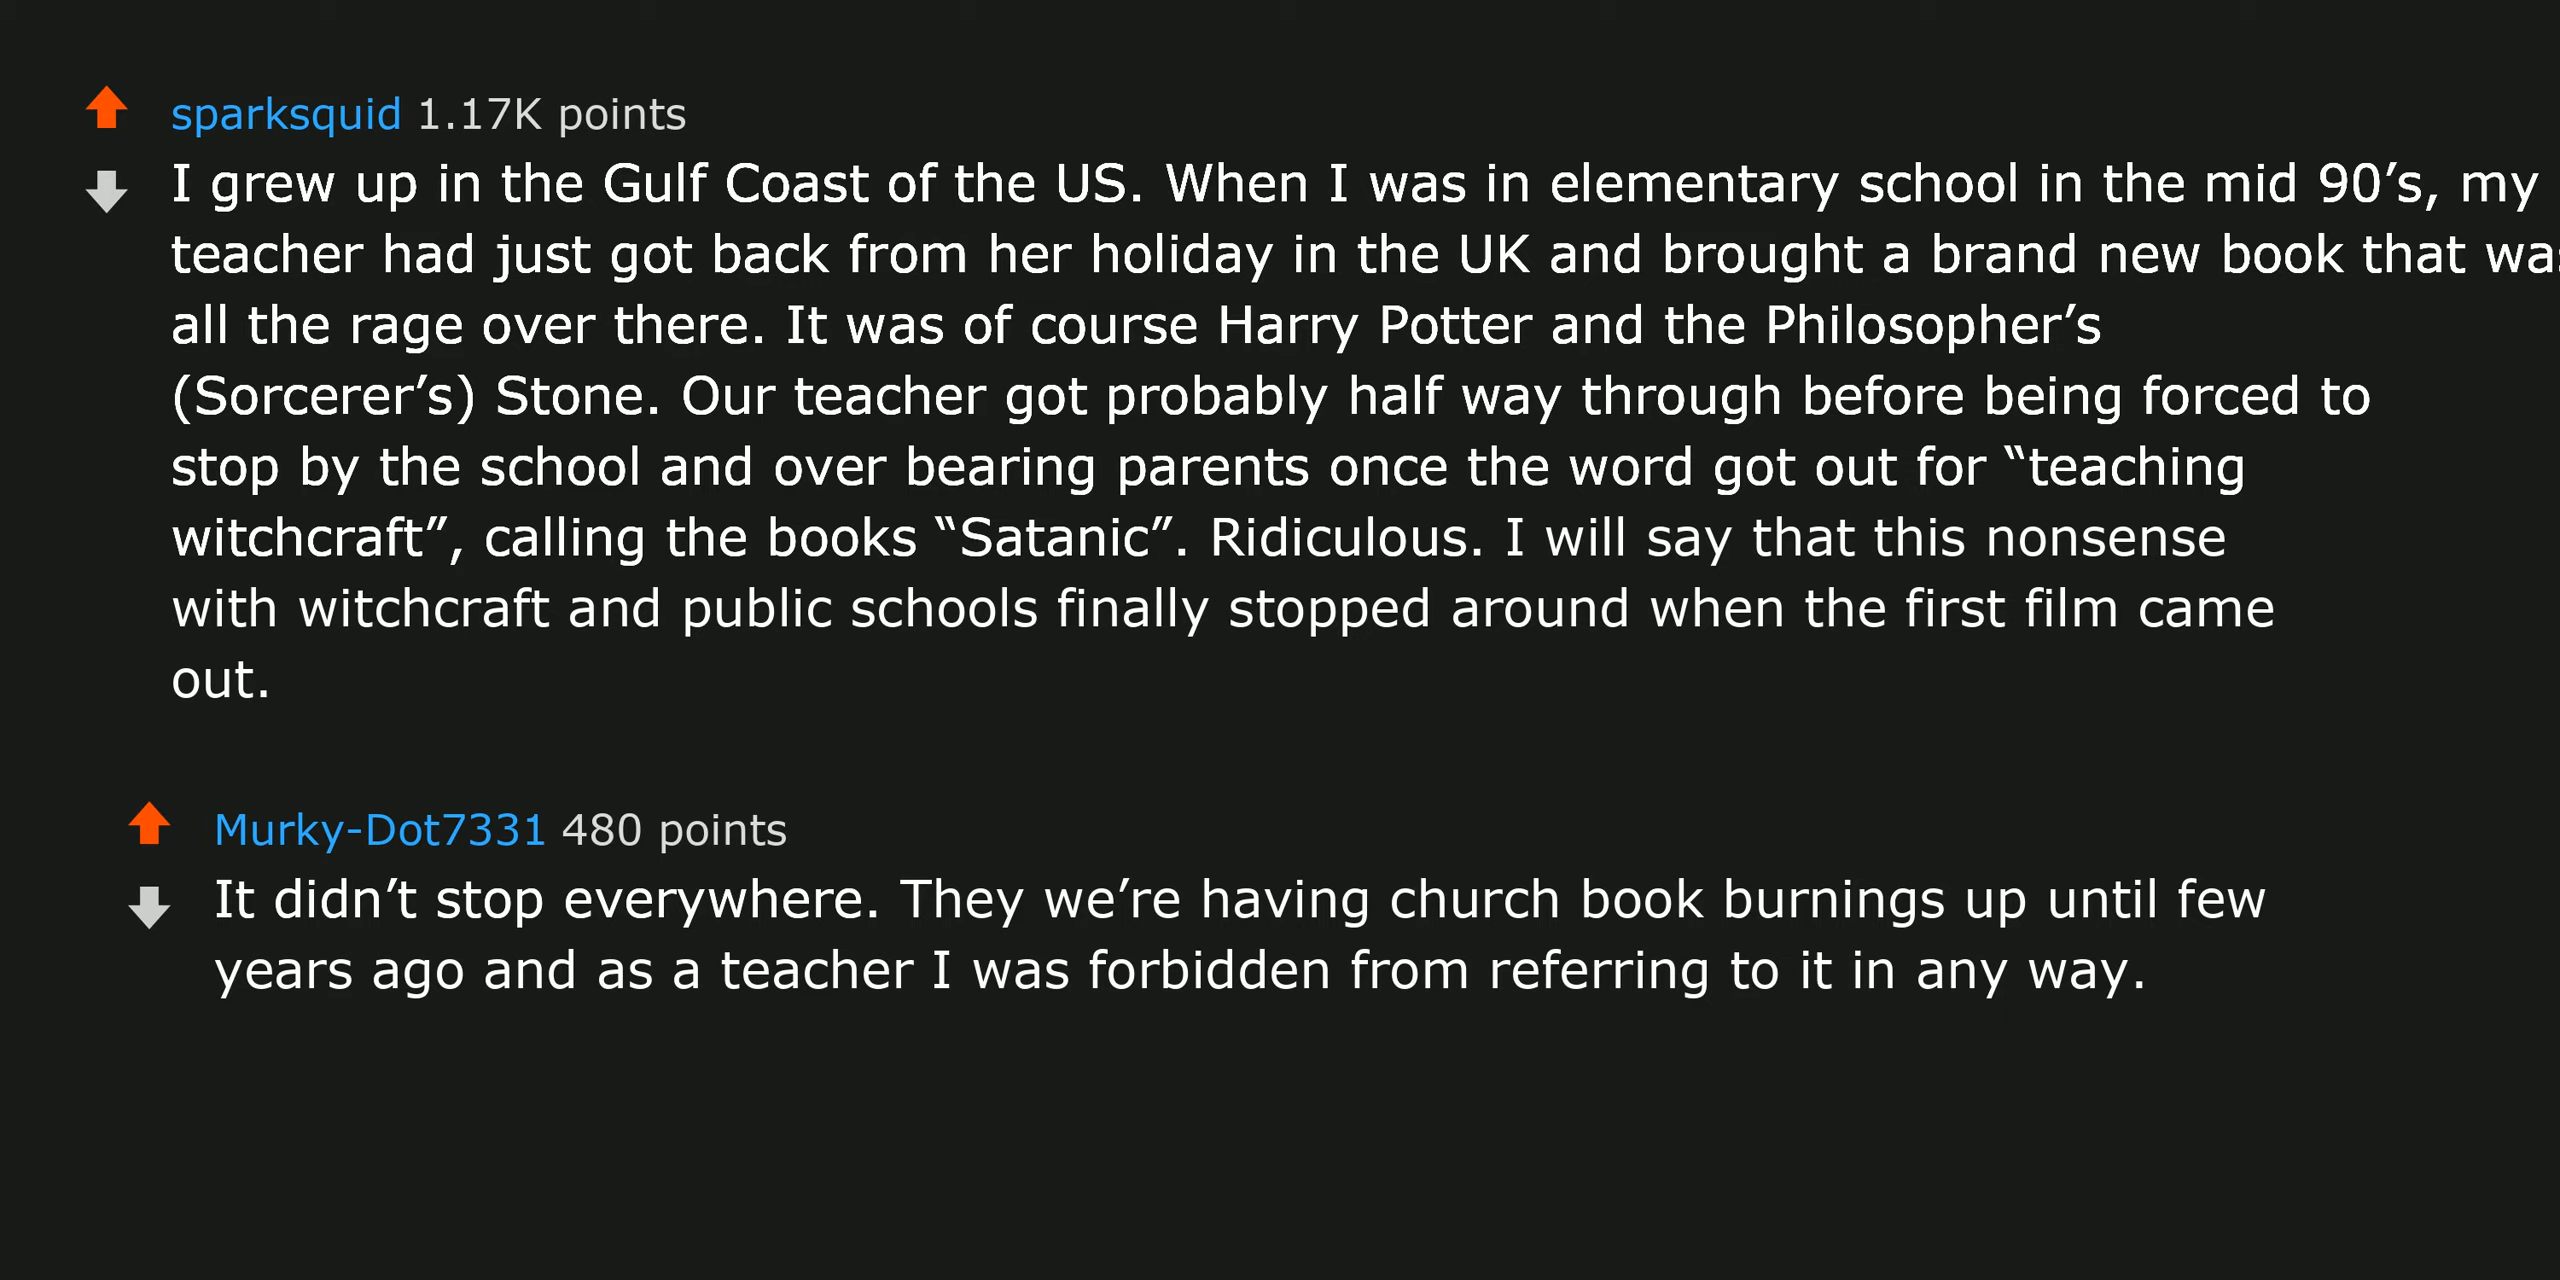 sparksquid 1.17K points
I grew up in the Gulf Coast of the US. When I was in elementary school in the mid 90’s, my
teacher had just got back from her holiday in the UK and brought a brand new book that was
all the rage over there. It was of course Harry Potter and the Philosopher’s
(Sorcerer’s) Stone. Our teacher got probably half way through before being forced to
stop by the school and over bearing parents once the word got out for “teaching
witchcraft”, calling the books “Satanic”. Ridiculous. I will say that this nonsense
with witchcraft and public schools finally stopped around when the first film came
out.
Murky-Dot7331 480 points
It didn’t stop everywhere. They we’re having church book burnings up until few
years ago and as a teacher I was forbidden from referring to it in any way.